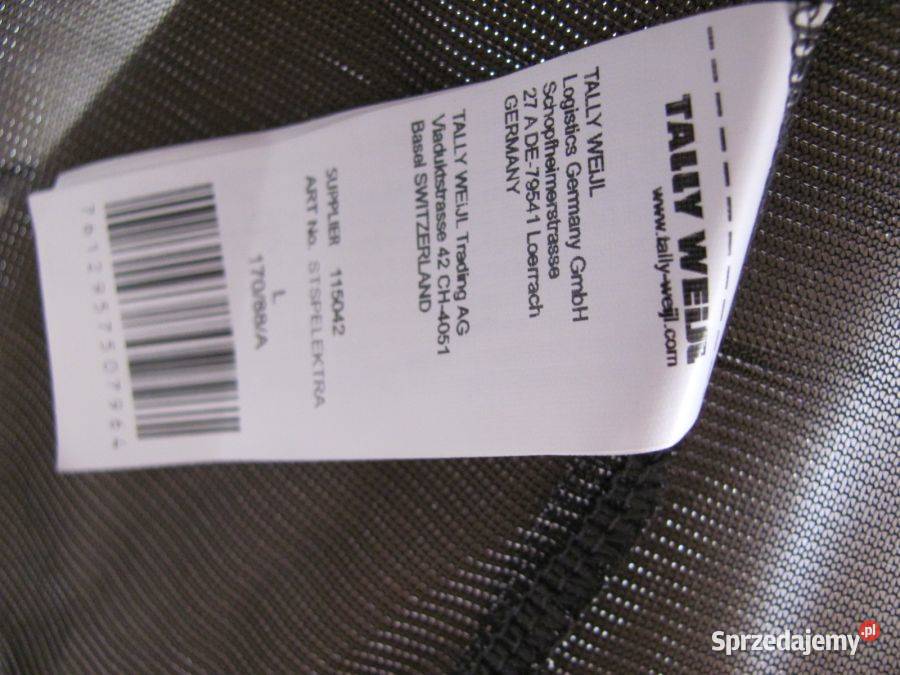 TALLY WEiJL
www.tally-weijl.com
TALLY WEiJL
Logistics Germany GmbH
Schopfheimerstrasse
27 A DE-79541 Loerrach
GERMANY
TALLY WEIJL Trading AG
Viaduktstrasse 42 CH-4051
Basel SWITZERLAND
SUPPLIER 115042
ART No. STSPELEKTRA
L
170/88/A
7612957507964
Sprzedajemy.pl